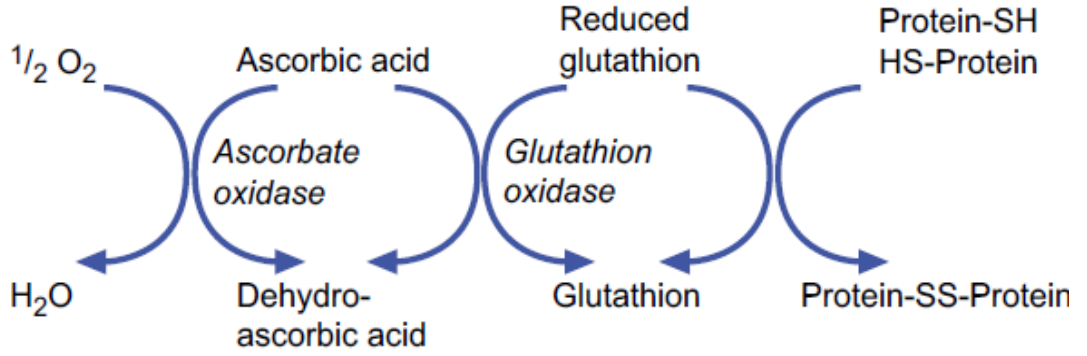 ½ O₂
Ascorbic acid
Reduced
glutathion
Protein-SH
HS-Protein
Ascorbate
oxidase
Glutathion
oxidase
H₂O
Dehydro-
ascorbic acid
Glutathion
Protein-SS-Protein